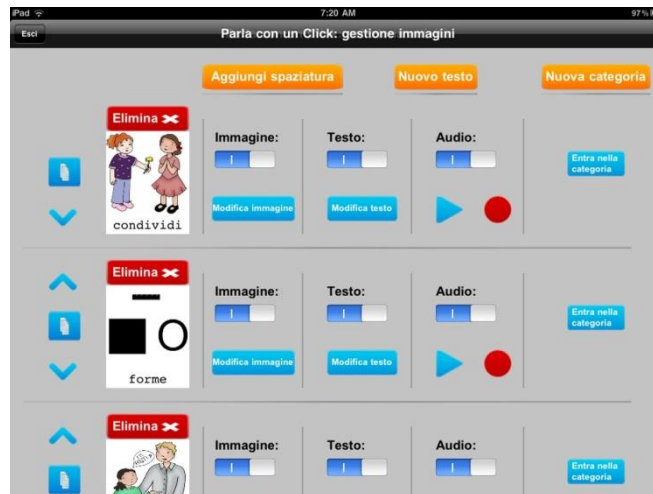 iPad 7:20 AM 97%
Esci Parla con un Click: gestione immagini
Aggiungi spaziatura Nuovo testo Nuova categoria
Elimina
Immagine: Testo: Audio:
Entra nella
categoria
Modifica immagine Modifica testo
condividi
Elimina
Immagine: Testo: Audio:
Entra nella
categoria
Modifica immagine Modifica testo
forme
Elimina
Immagine: Testo: Audio:
Entra nella
categoria